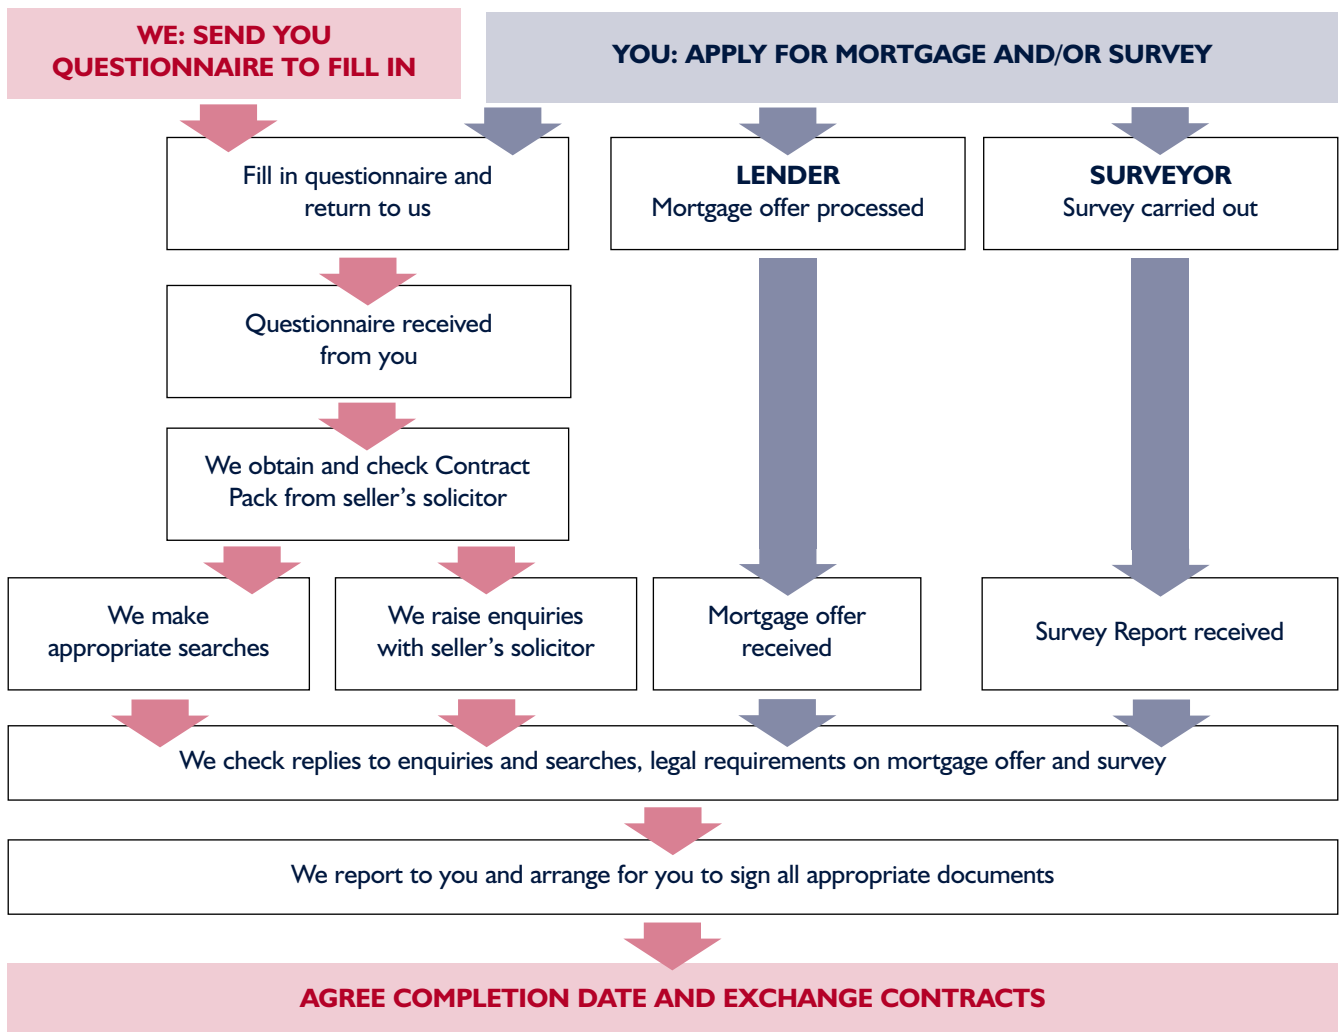 WE: SEND YOU
QUESTIONNAIRE TO FILL IN
YOU: APPLY FOR MORTGAGE AND/OR SURVEY
Fill in questionnaire and
return to us
LENDER
Mortgage offer processed
SURVEYOR
Survey carried out
Questionnaire received
from you
We obtain and check Contract
Pack from seller’s solicitor
We make
appropriate searches
We raise enquiries
with seller’s solicitor
Mortgage offer
received
Survey Report received
We check replies to enquiries and searches, legal requirements on mortgage offer and survey
We report to you and arrange for you to sign all appropriate documents
AGREE COMPLETION DATE AND EXCHANGE CONTRACTS